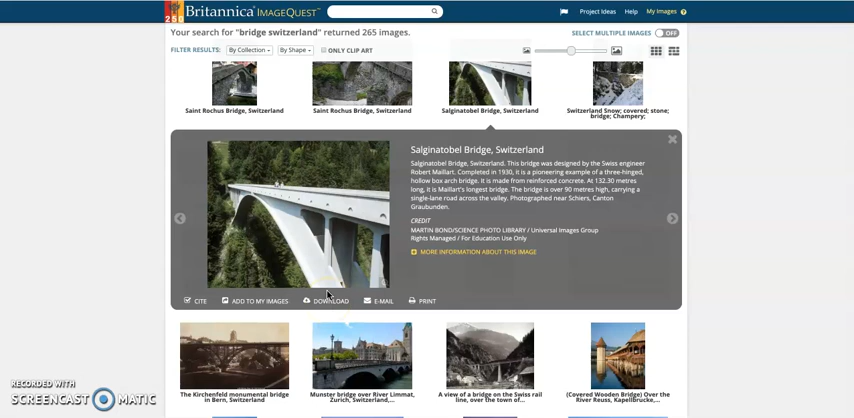 250
Britannica® IMAGEQUEST™
Project Ideas
Help
My Images ?
Your search for "bridge switzerland" returned 265 images.
SELECT MULTIPLE IMAGES OFF
FILTER RESULTS:
By Collection
By Shape
ONLY CLIP ART
Saint Rochus Bridge, Switzerland
Saint Rochus Bridge, Switzerland
Salginatobel Bridge, Switzerland
Switzerland Snow; covered; stone;
bridge; Champery;
Salginatobel Bridge, Switzerland
Salginatobel Bridge, Switzerland. This bridge was designed by the Swiss engineer
Robert Maillart. Completed in 1930, it is a pioneering example of a three-hinged,
hollow box arch bridge. It is made from reinforced concrete. At 132.30 metres
long, it is Maillart's longest bridge. The bridge is over 90 metres high, carrying a
single-lane road across the valley. Photographed near Schiers, Canton
Graubunden.
CREDIT
MARTIN BOND/SCIENCE PHOTO LIBRARY / Universal Images Group
Rights Managed / For Education Use Only
MORE INFORMATION ABOUT THIS IMAGE
CITE
ADD TO MY IMAGES
DOWNLOAD
E-MAIL
PRINT
The Kirchenfeld monumental bridge
in Bern, Switzerland
Munster bridge over River Limmat,
Zurich, Switzerland,...
A view of a bridge on the Swiss rail
line, over the town of...
(Covered Wooden Bridge) Over the
River Reuss, Kapellbrucke,...
RECORDED WITH
SCREENCAST MATIC